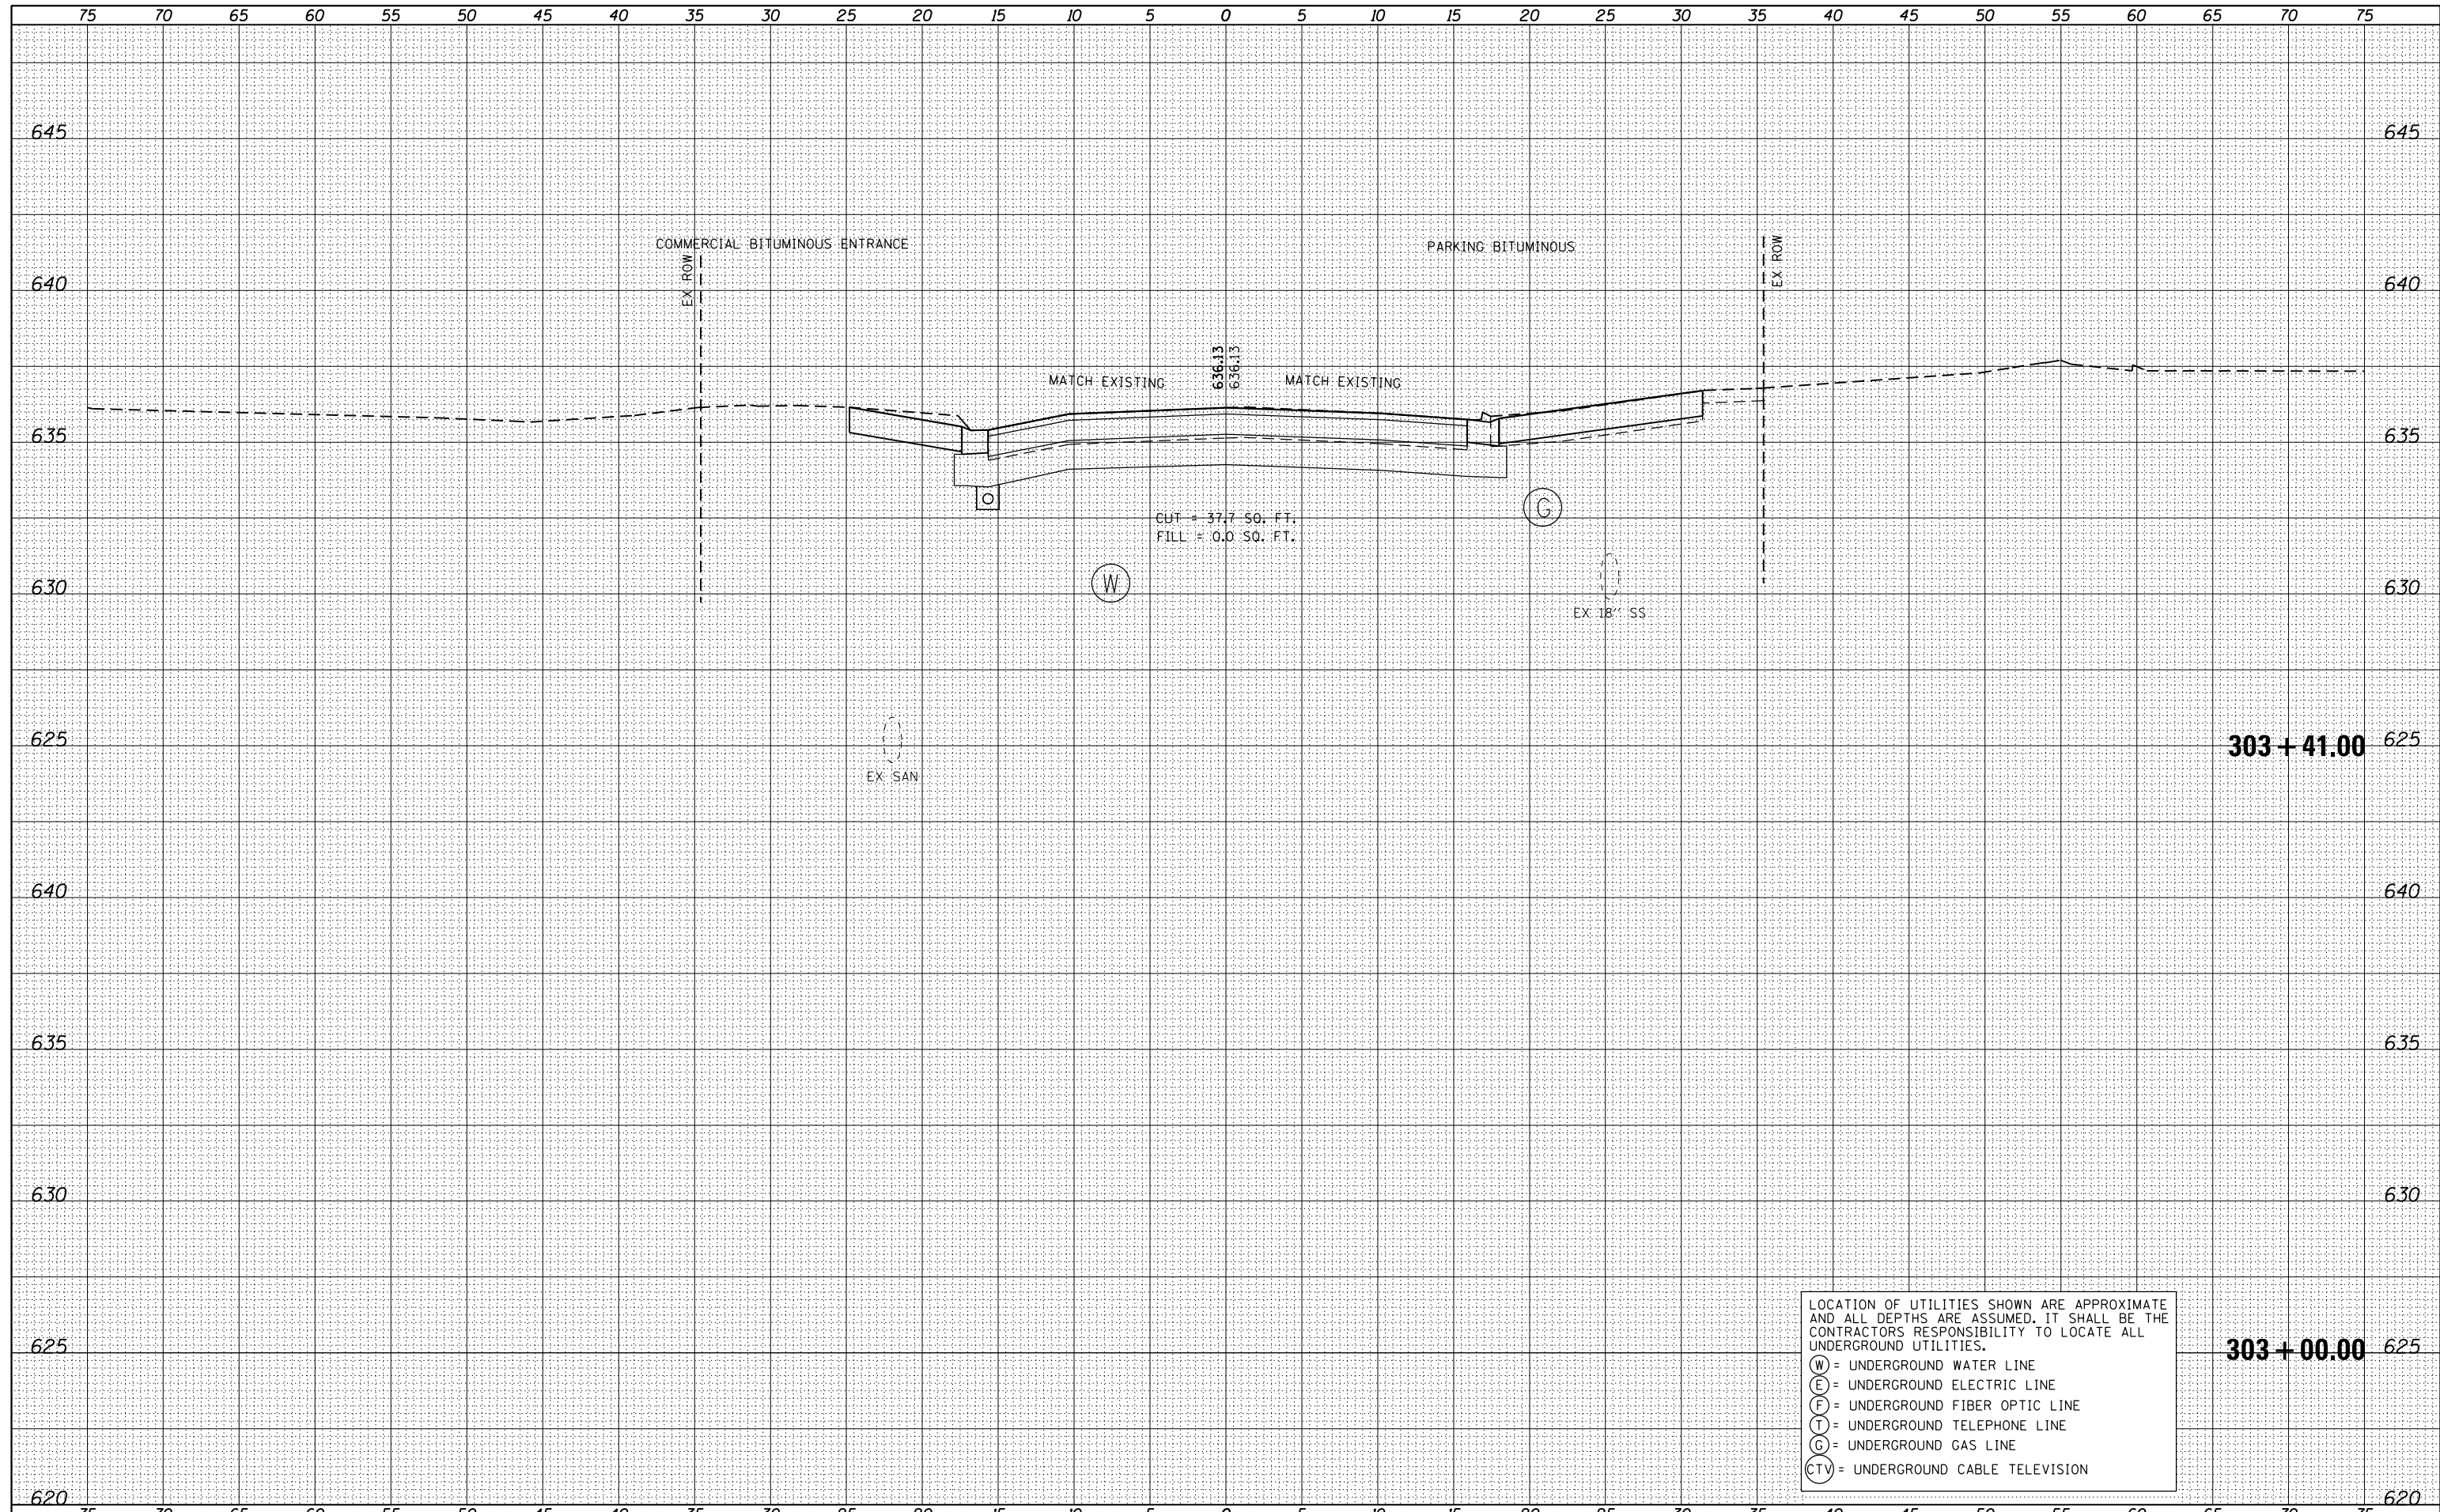 75 70 65 60 55 50 45 40 35 30 25 20 15 10 5 0 5 10 15 20 25 30 35 40 45 50 55 60 65 70 75
645 645
COMMERCIAL BITUMINOUS ENTRANCE
PARKING BITUMINOUS
EX ROW
EX ROW
640 640
636.13
636.13
MATCH EXISTING
MATCH EXISTING
635 635
G
CUT = 37.7 SQ. FT.
FILL = 0.0 SQ. FT.
W
630 630
EX 18'' SS
625 303 + 41.00 625
EX SAN
640 640
635 635
630 630
LOCATION OF UTILITIES SHOWN ARE APPROXIMATE
AND ALL DEPTHS ARE ASSUMED. IT SHALL BE THE
CONTRACTORS RESPONSIBILITY TO LOCATE ALL
UNDERGROUND UTILITIES.
625 303 + 00.00 625
W = UNDERGROUND WATER LINE
E = UNDERGROUND ELECTRIC LINE
F = UNDERGROUND FIBER OPTIC LINE
T = UNDERGROUND TELEPHONE LINE
G = UNDERGROUND GAS LINE
CTV = UNDERGROUND CABLE TELEVISION
620 620